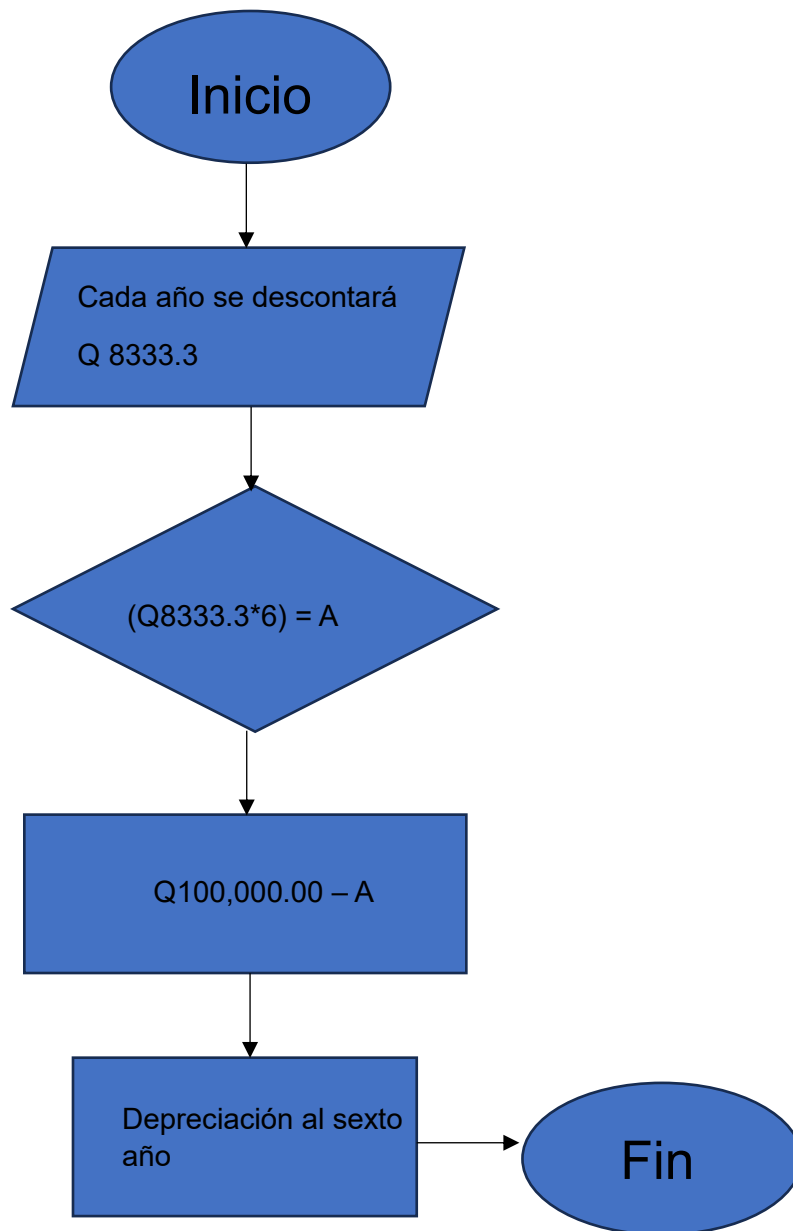 Inicio
Cada año se descontará
Q 8333.3
(Q8333.3*6) = A
Q100,000.00 – A
Depreciación al sexto
año
Fin